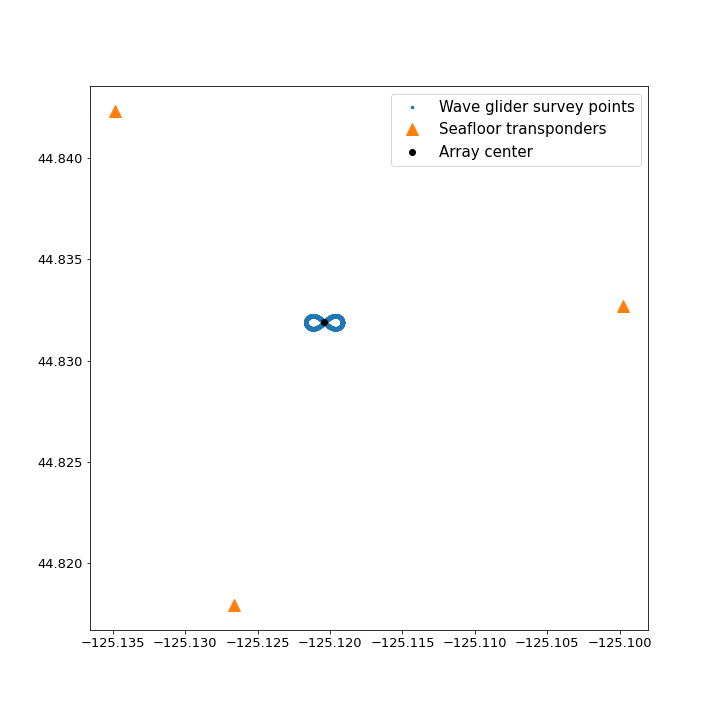 Wave glider survey points
Seafloor transponders
Array center
44.840
44.835
44.830
44.825
44.820
−125.135 −125.130 −125.125 −125.120 −125.115 −125.110 −125.105 −125.100